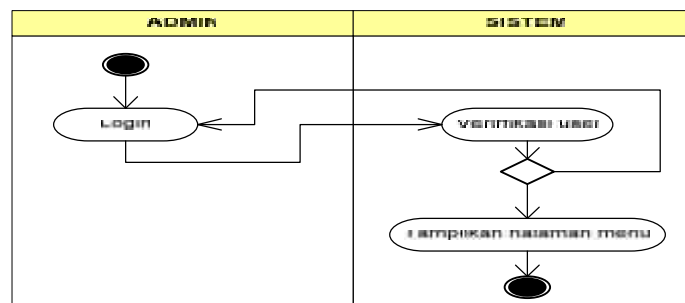 ADMIN
SISTEM
Login
Verifikasi user
Tampilkan halaman menu